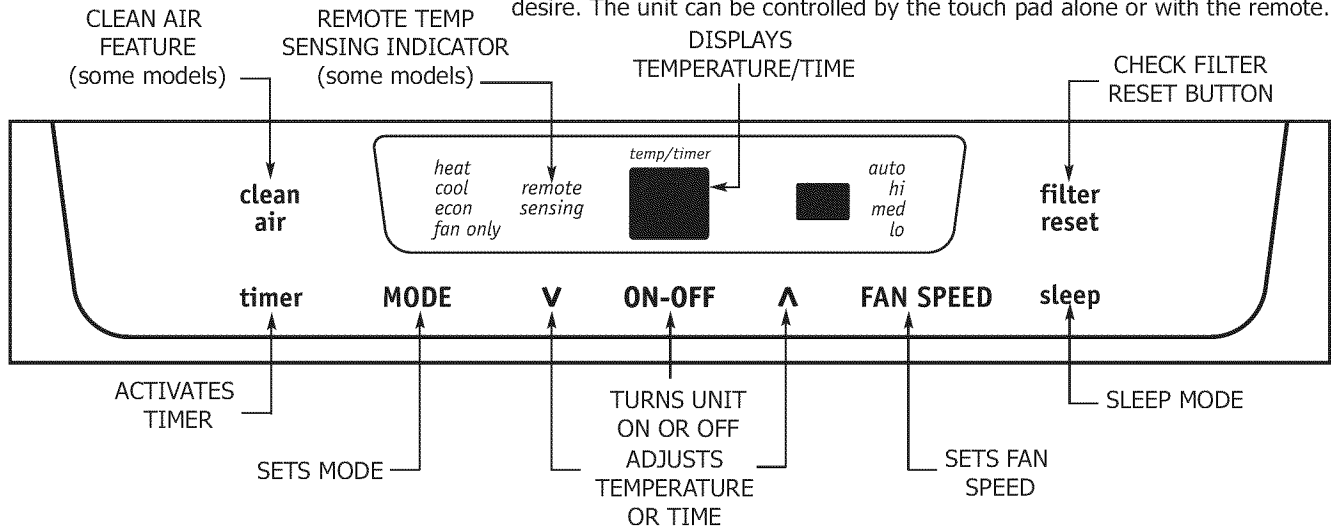 desire. The unit can be controlled by the touch pad alone or with the remote.
CLEAN AIR
FEATURE
(some models)
REMOTE TEMP
SENSING INDICATOR
(some models)
DISPLAYS
TEMPERATURE/TIME
CHECK FILTER
RESET BUTTON
clean
air
heat
cool
econ
fan only
remote
sensing
temp/timer
auto
hi
med
lo
filter
reset
timer
MODE
ON-OFF
FAN SPEED
sleep
ACTIVATES
TIMER
SETS MODE
TURNS UNIT
ON OR OFF
ADJUSTS
TEMPERATURE
OR TIME
SETS FAN
SPEED
SLEEP MODE